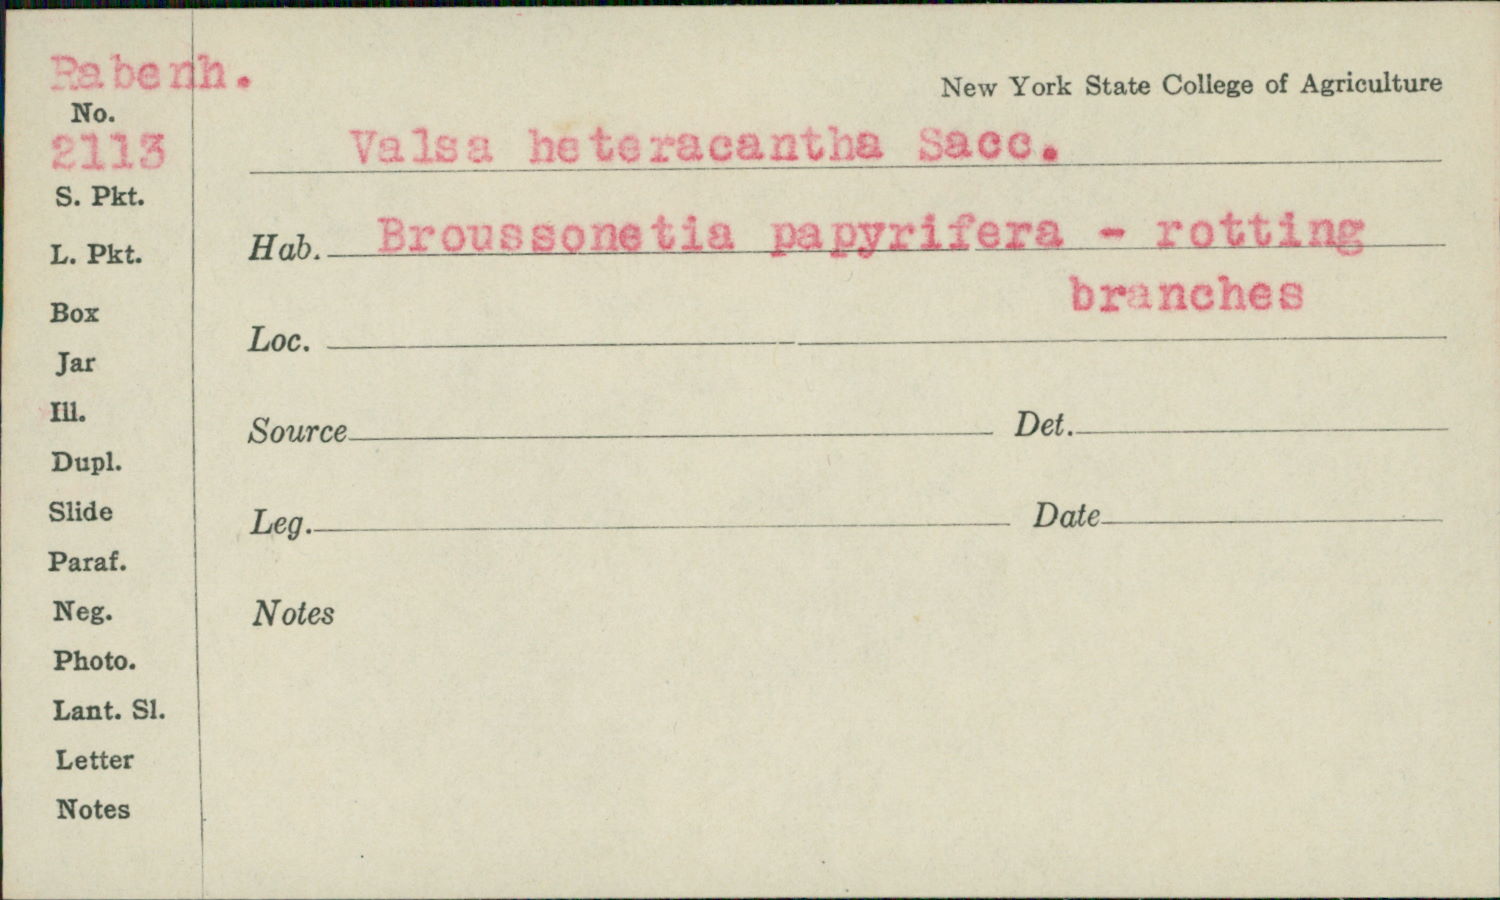 Rabenh.
New York State College of Agriculture
No.
2113
Valsa heteracantha Sacc.
S. Pkt.
Hab. Broussonetia papyrifera - rotting
branches
L. Pkt.
Box
Loc.
Jar
Ill.
Source
Det.
Dupl.
Slide
Leg.
Date
Paraf.
Neg.
Notes
Photo.
Lant. Sl.
Letter
Notes